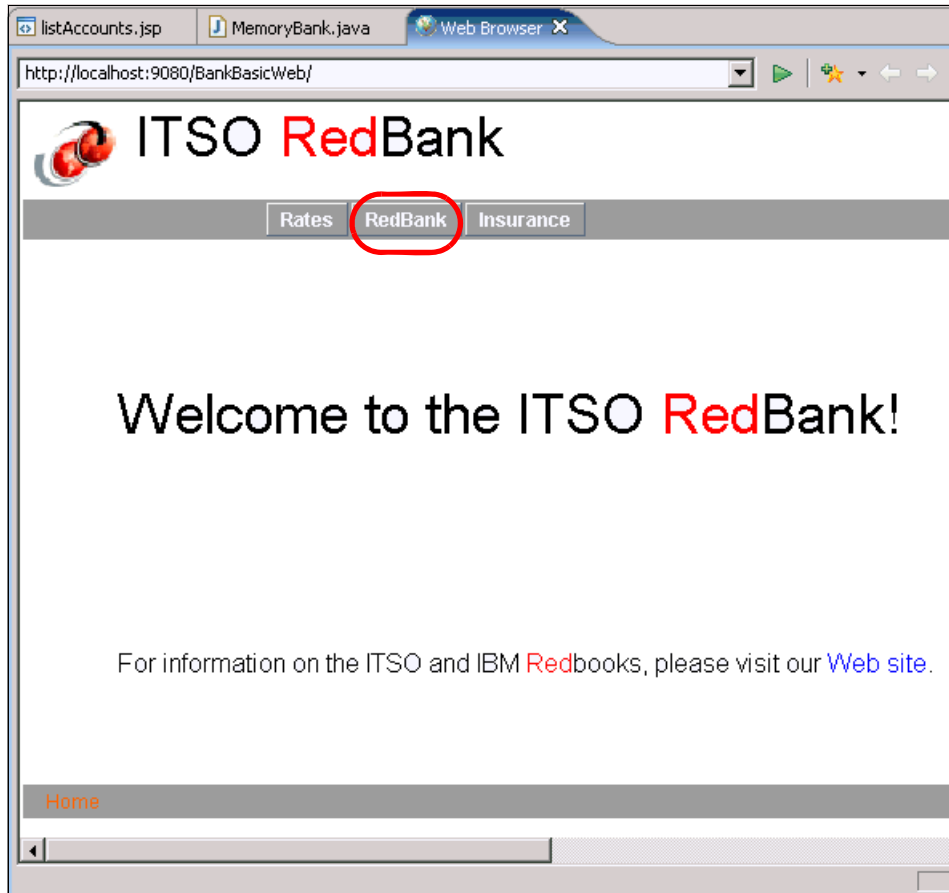 listAccounts.jsp MemoryBank.java Web Browser
http://localhost:9080/BankBasicWeb/
ITSO RedBank
Rates RedBank Insurance
Welcome to the ITSO RedBank!
For information on the ITSO and IBM Redbooks, please visit our Web site.
Home